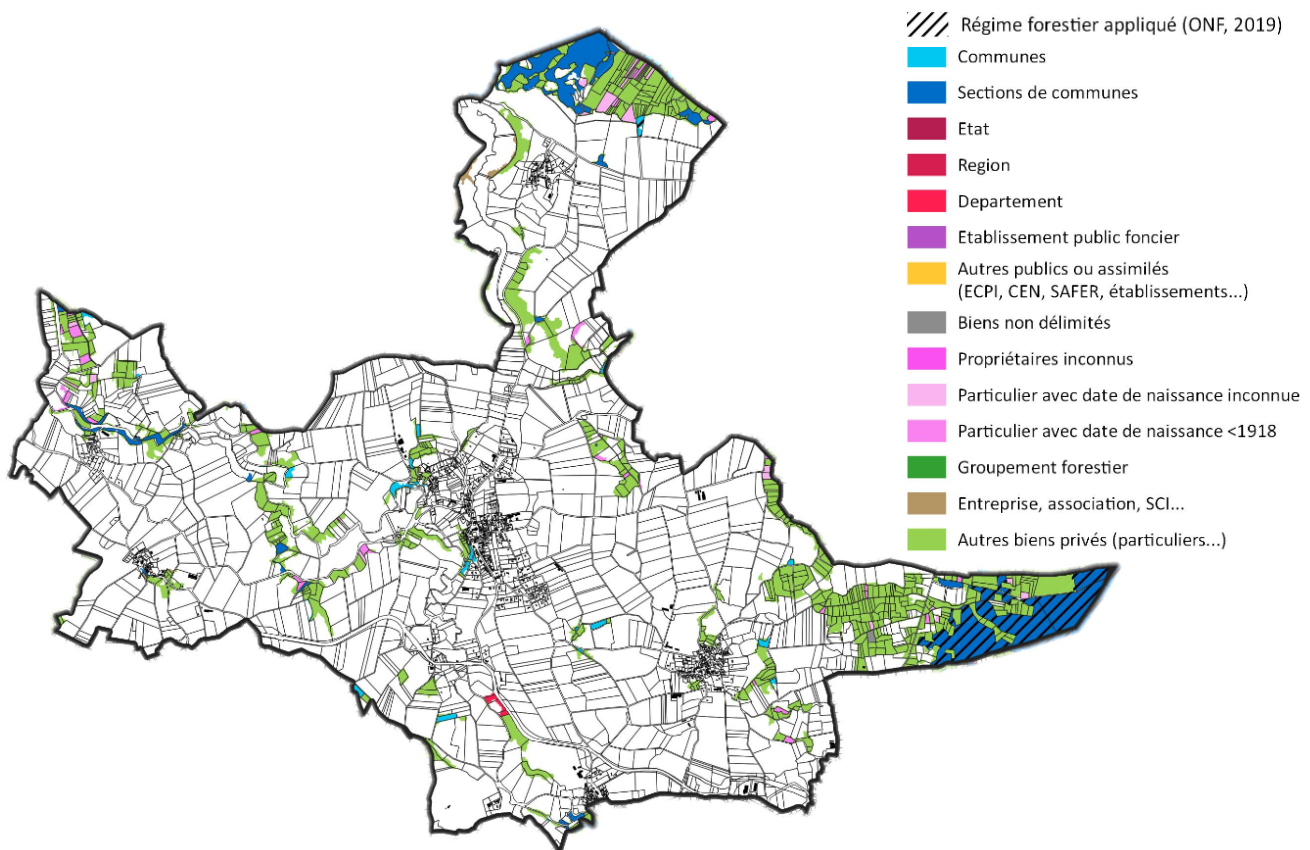 Régime forestier appliqué (ONF, 2019)
Communes
Sections de communes
Etat
Region
Departement
Etablissement public foncier
Autres publics ou assimilés
(ECPI, CEN, SAFER, établissements...)
Biens non délimités
Propriétaires inconnus
Particulier avec date de naissance inconnue
Particulier avec date de naissance <1918
Groupement forestier
Entreprise, association, SCI...
Autres biens privés (particuliers...)